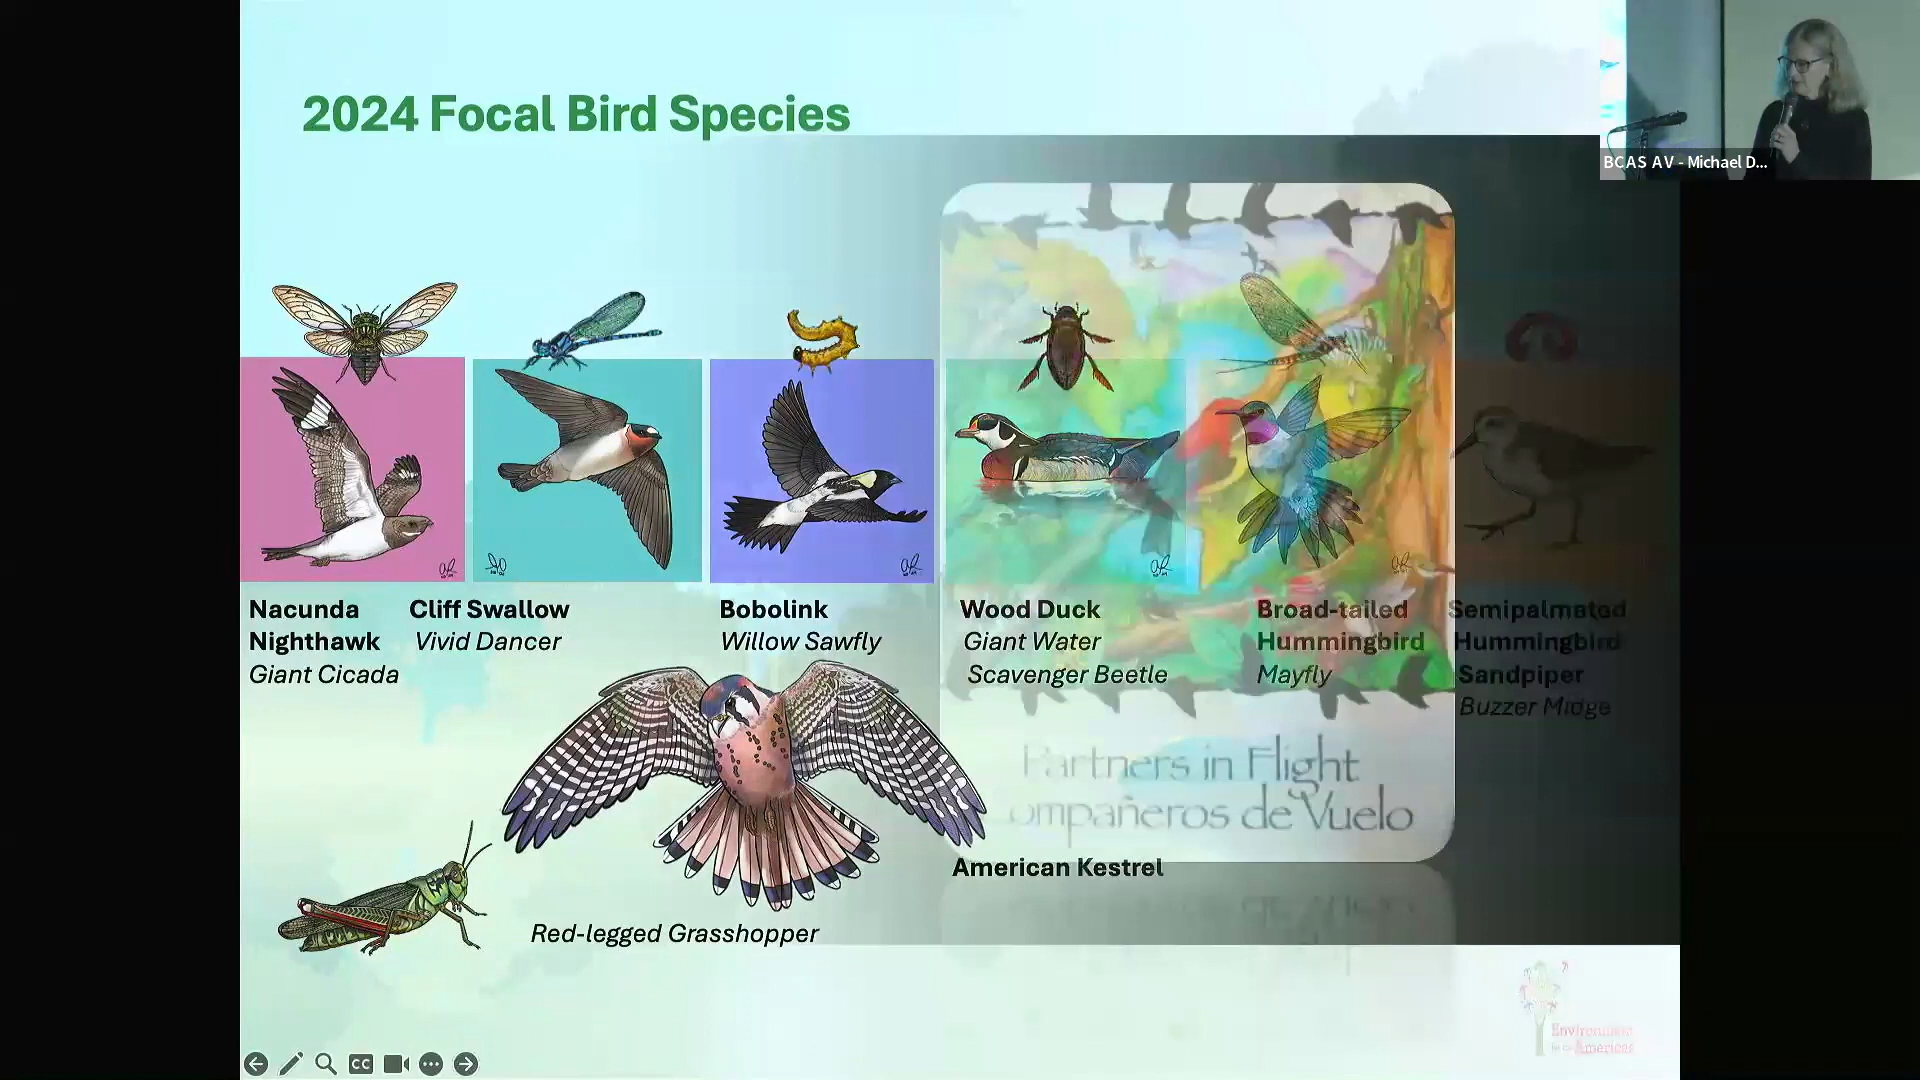 2024 Focal Bird Species
BCAS AV - Michael D...
Nacunda
Nighthawk
Giant Cicada
Cliff Swallow
Vivid Dancer
Bobolink
Willow Sawfly
Wood Duck
Giant Water
Scavenger Beetle
Broad-tailed
Hummingbird
Mayfly
Semipalmated
Hummingbird
Sandpiper
Buzzer Midge
Partners in Flight
ompañeros de Vuelo
American Kestrel
Red-legged Grasshopper
Americas
CC